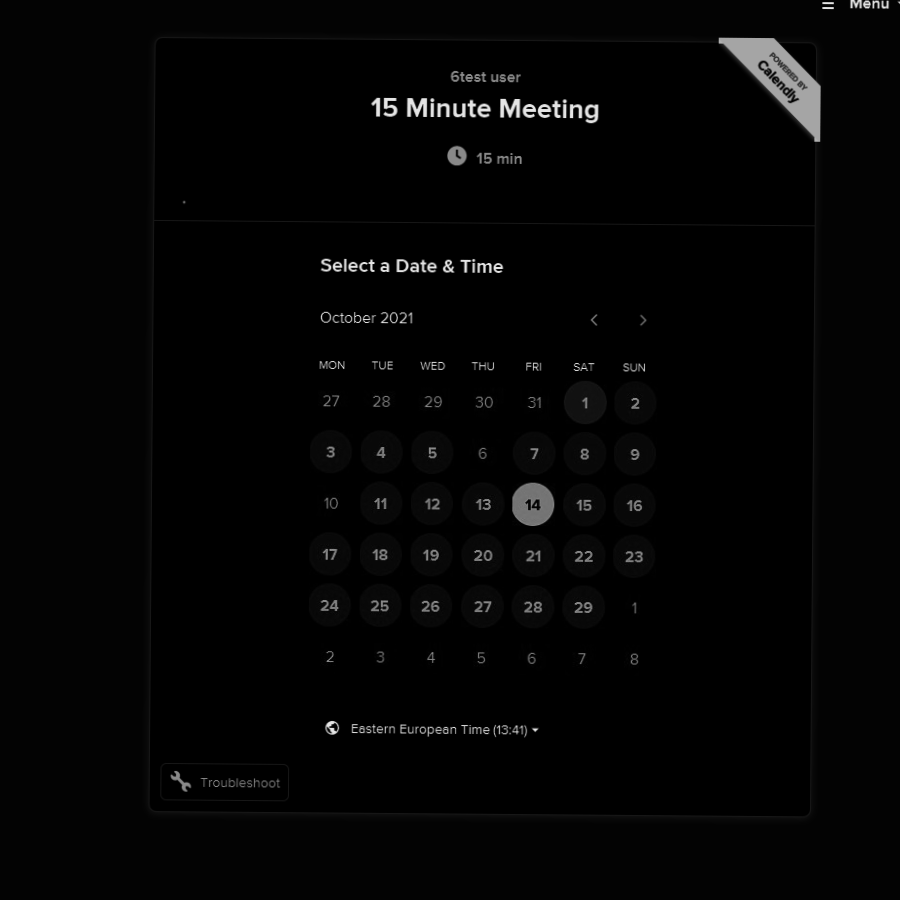 Menu
POWERED BY
Calendly
6test user
15 Minute Meeting
15 min
Select a Date & Time
October 2021
MON TUE WED THU FRI SAT SUN
27 28 29 30 31 1 2
3 4 5 6 7 8 9
10 11 12 13 14 15 16
17 18 19 20 21 22 23
24 25 26 27 28 29 1
2 3 4 5 6 7 8
Eastern European Time (13:41)
Troubleshoot